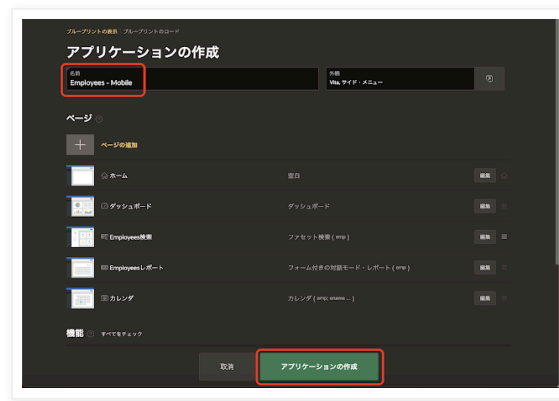 ブループリントの表示 ブループリントのロード
アプリケーションの作成
名前
Employees - Mobile
外観
Vita, サイド・メニュー
ページ
ページの追加
ホーム 空白 編集
ダッシュボード ダッシュボード 編集
Employees検索 ファセット検索 ( emp ) 編集
Employeesレポート フォーム付きの対話モード・レポート ( emp ) 編集
カレンダ カレンダ ( emp; ename ... ) 編集
機能 すべてをチェック
取消 アプリケーションの作成